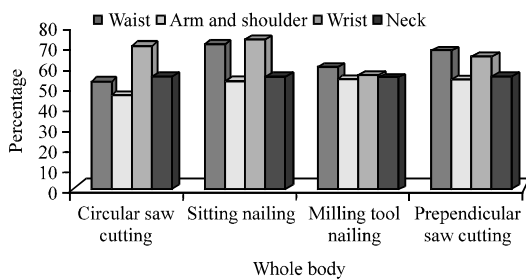 Waist Arm and shoulder Wrist Neck
80
70
60
50
40
30
20
10
0
Percentage
Circular saw cutting
Sitting nailing
Milling tool nailing
Prependicular saw cutting
Whole body